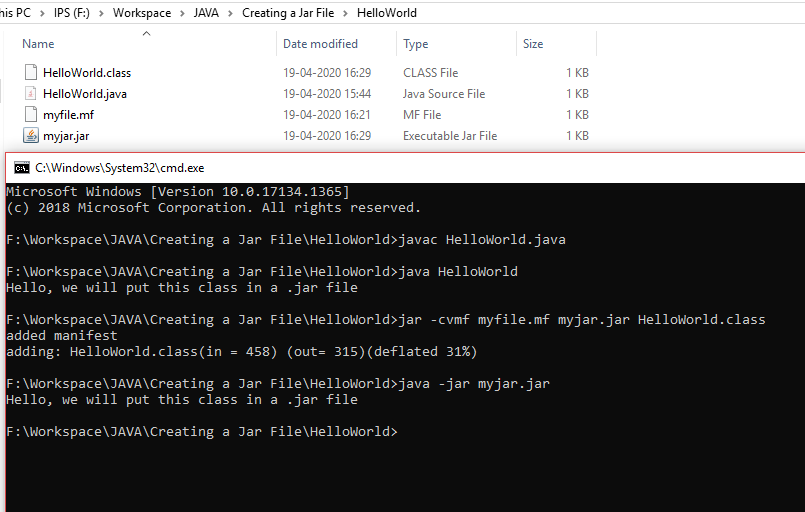 his PC > IPS (F:) > Workspace > JAVA > Creating a Jar File > HelloWorld
Name Date modified Type Size
HelloWorld.class 19-04-2020 16:29 CLASS File 1 KB
HelloWorld.java 19-04-2020 15:44 Java Source File 1 KB
myfile.mf 19-04-2020 16:21 MF File 1 KB
myjar.jar 19-04-2020 16:29 Executable Jar File 1 KB
C:\Windows\System32\cmd.exe
Microsoft Windows [Version 10.0.17134.1365]
(c) 2018 Microsoft Corporation. All rights reserved.
F:\Workspace\JAVA\Creating a Jar File\HelloWorld>javac HelloWorld.java
F:\Workspace\JAVA\Creating a Jar File\HelloWorld>java HelloWorld
Hello, we will put this class in a .jar file
F:\Workspace\JAVA\Creating a Jar File\HelloWorld>jar -cvmf myfile.mf myjar.jar HelloWorld.class
added manifest
adding: HelloWorld.class(in = 458) (out= 315)(deflated 31%)
F:\Workspace\JAVA\Creating a Jar File\HelloWorld>java -jar myjar.jar
Hello, we will put this class in a .jar file
F:\Workspace\JAVA\Creating a Jar File\HelloWorld>